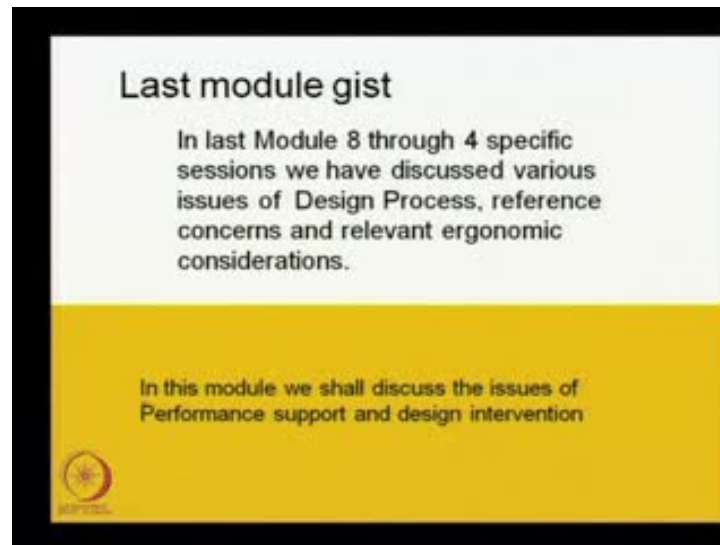 Last module gist
In last Module 8 through 4 specific
sessions we have discussed various
issues of Design Process, reference
concerns and relevant ergonomic
considerations.
In this module we shall discuss the issues of
Performance support and design intervention
NPTEL